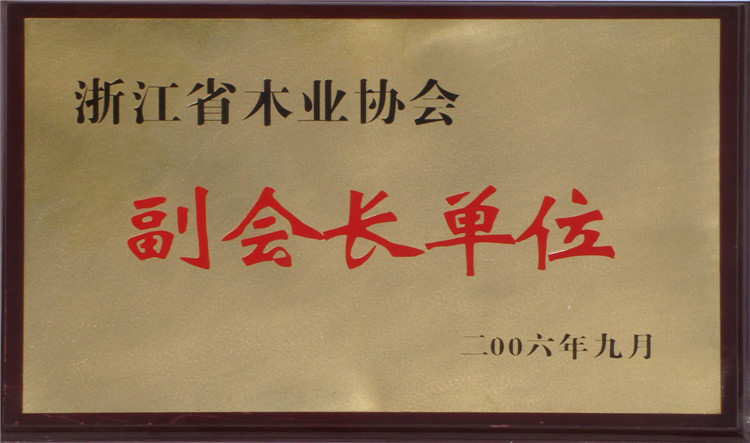 浙江省木业协会
副会长单位
二00六年九月